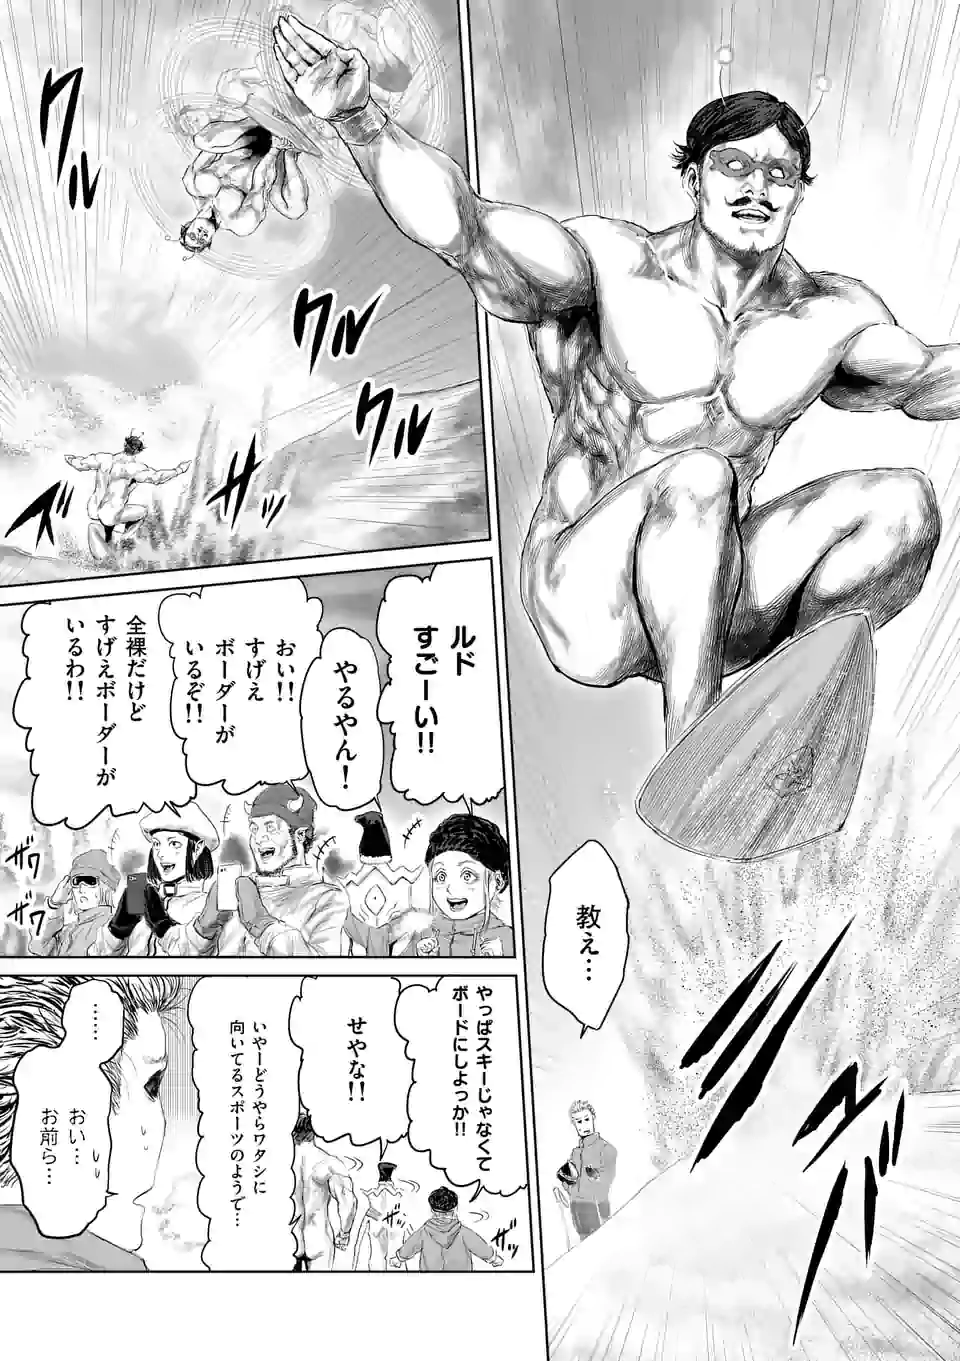 教え…
クル
クル
クル
クル
ズザ
ズザ
ルド
すごーい!!
やるやん!
おい!!
すげえ
ボーダーが
いるぞ!!
全裸だけど
すげえボーダーが
いるわ!!
ザワ
ザワ
やっぱスキーじゃなくて
ボードにしよっか!!
せやな!!
いやーどうやらワタシに
向いてるスポーツのようで…
ザッ
ザッ
……
おい…
お前ら…